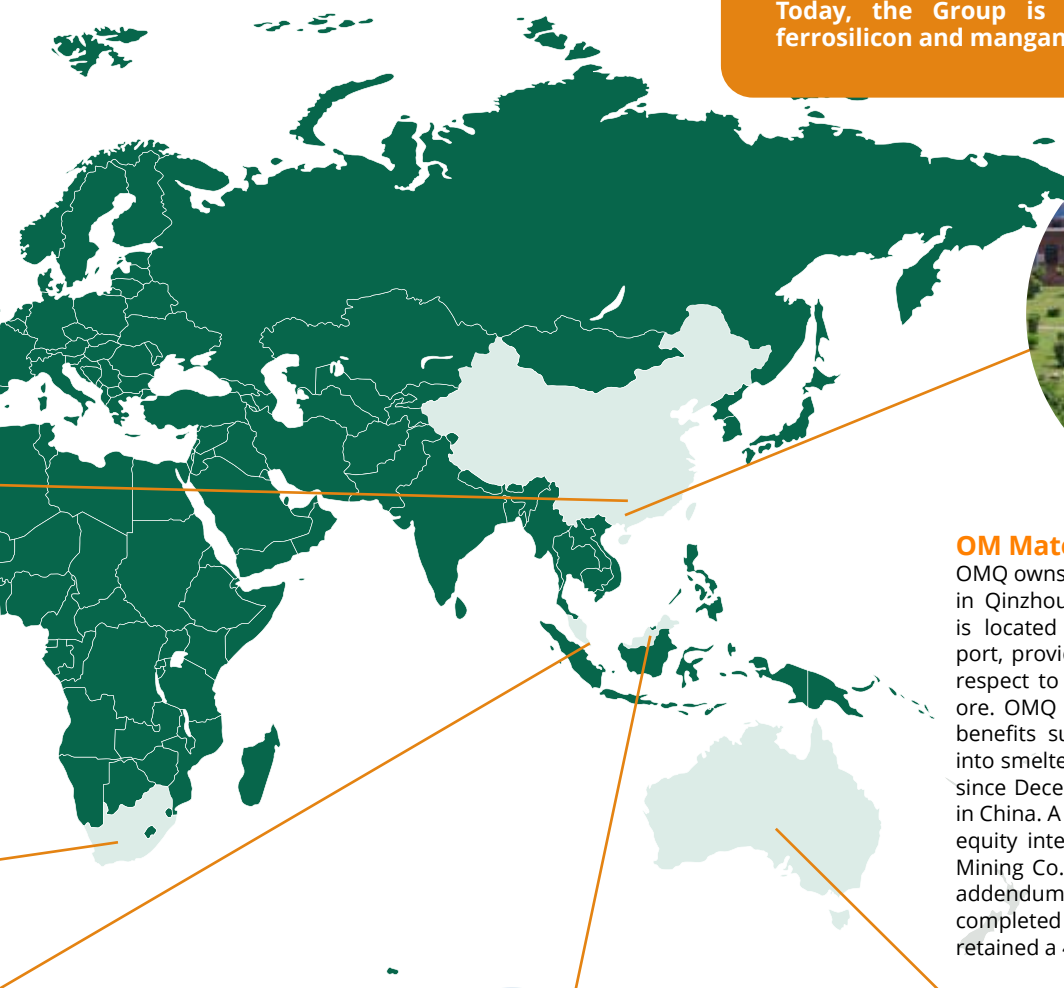 Today, the Group is
ferrosilicon and mangan
OM Mat
OMQ owns
in Qinzhou
is located
port, provi
respect to
ore. OMQ
benefits su
into smelte
since Dece
in China. A
equity inte
Mining Co.
addendum
completed
retained a